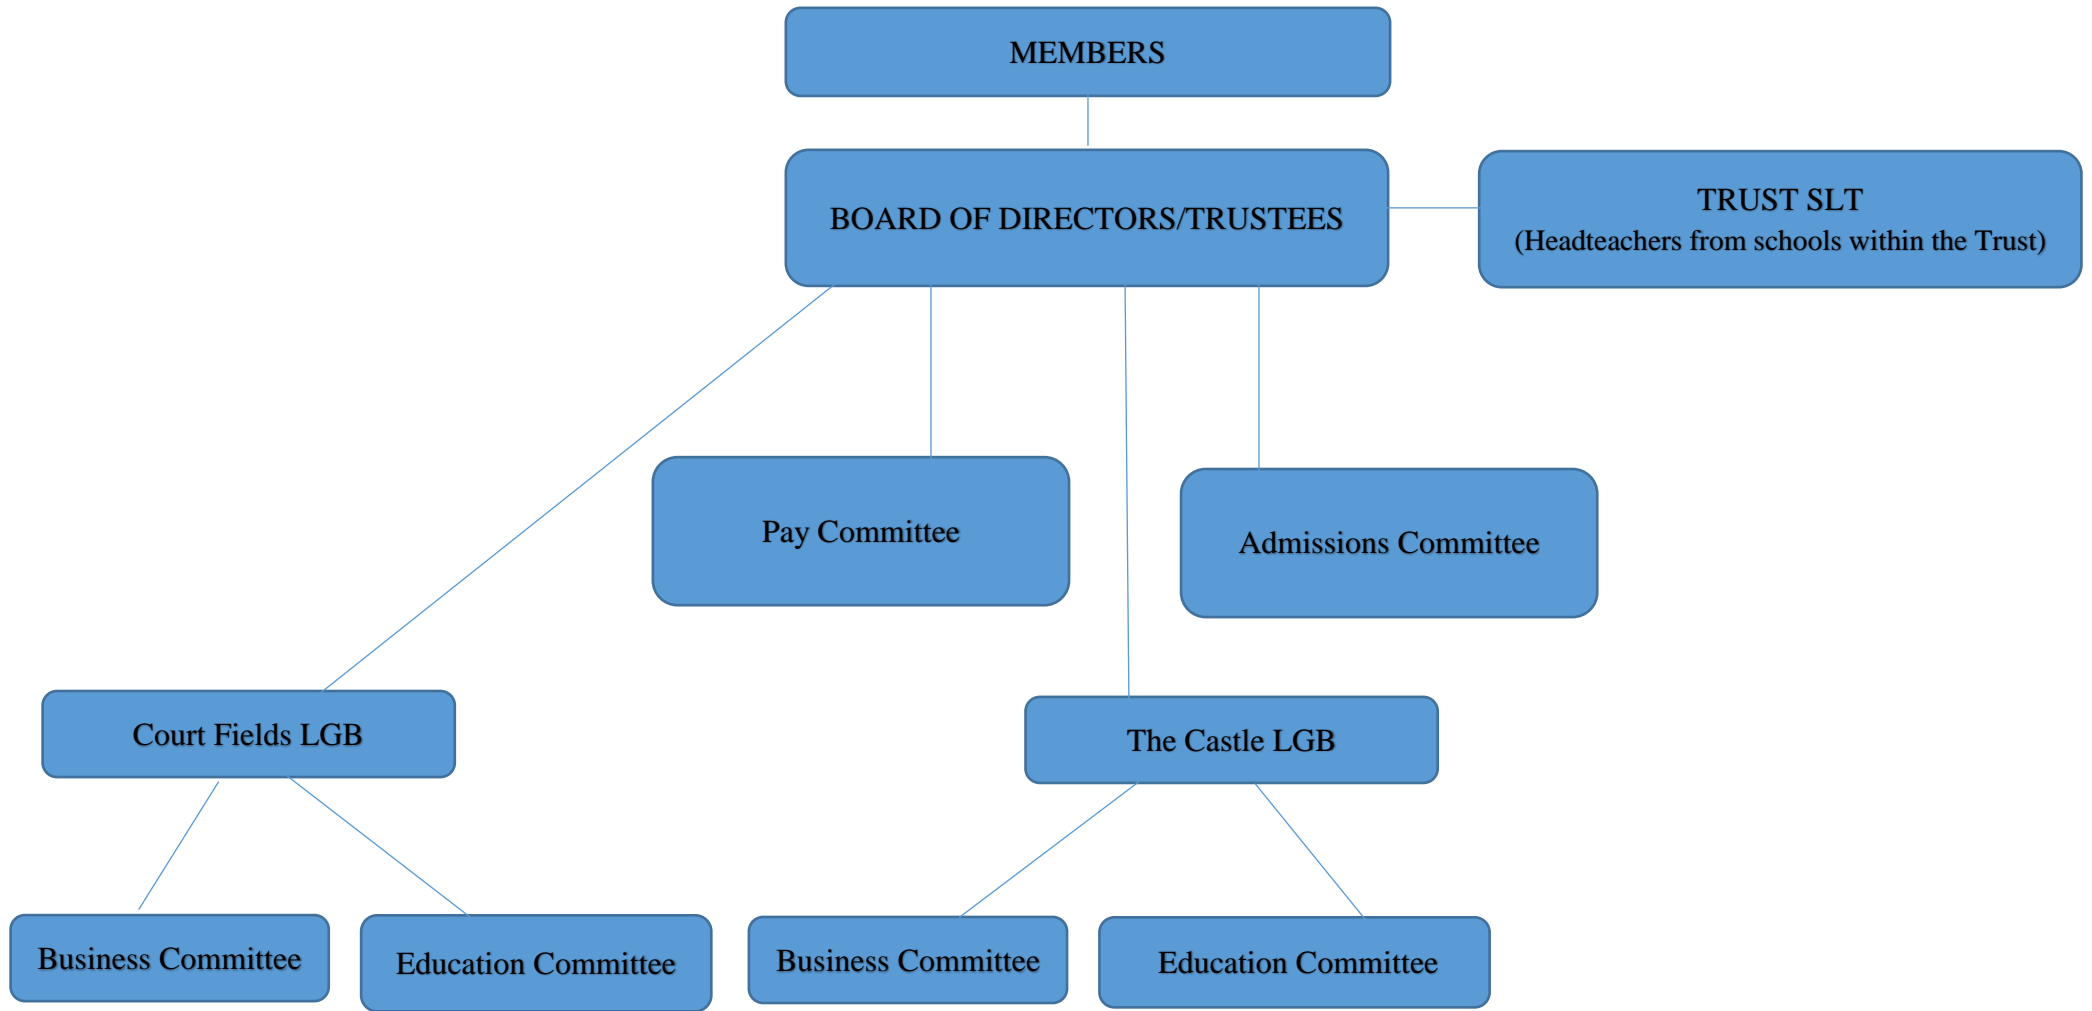 MEMBERS
BOARD OF DIRECTORS/TRUSTEES
TRUST SLT
(Headteachers from schools within the Trust)
Pay Committee
Admissions Committee
Court Fields LGB
The Castle LGB
Business Committee
Education Committee
Business Committee
Education Committee